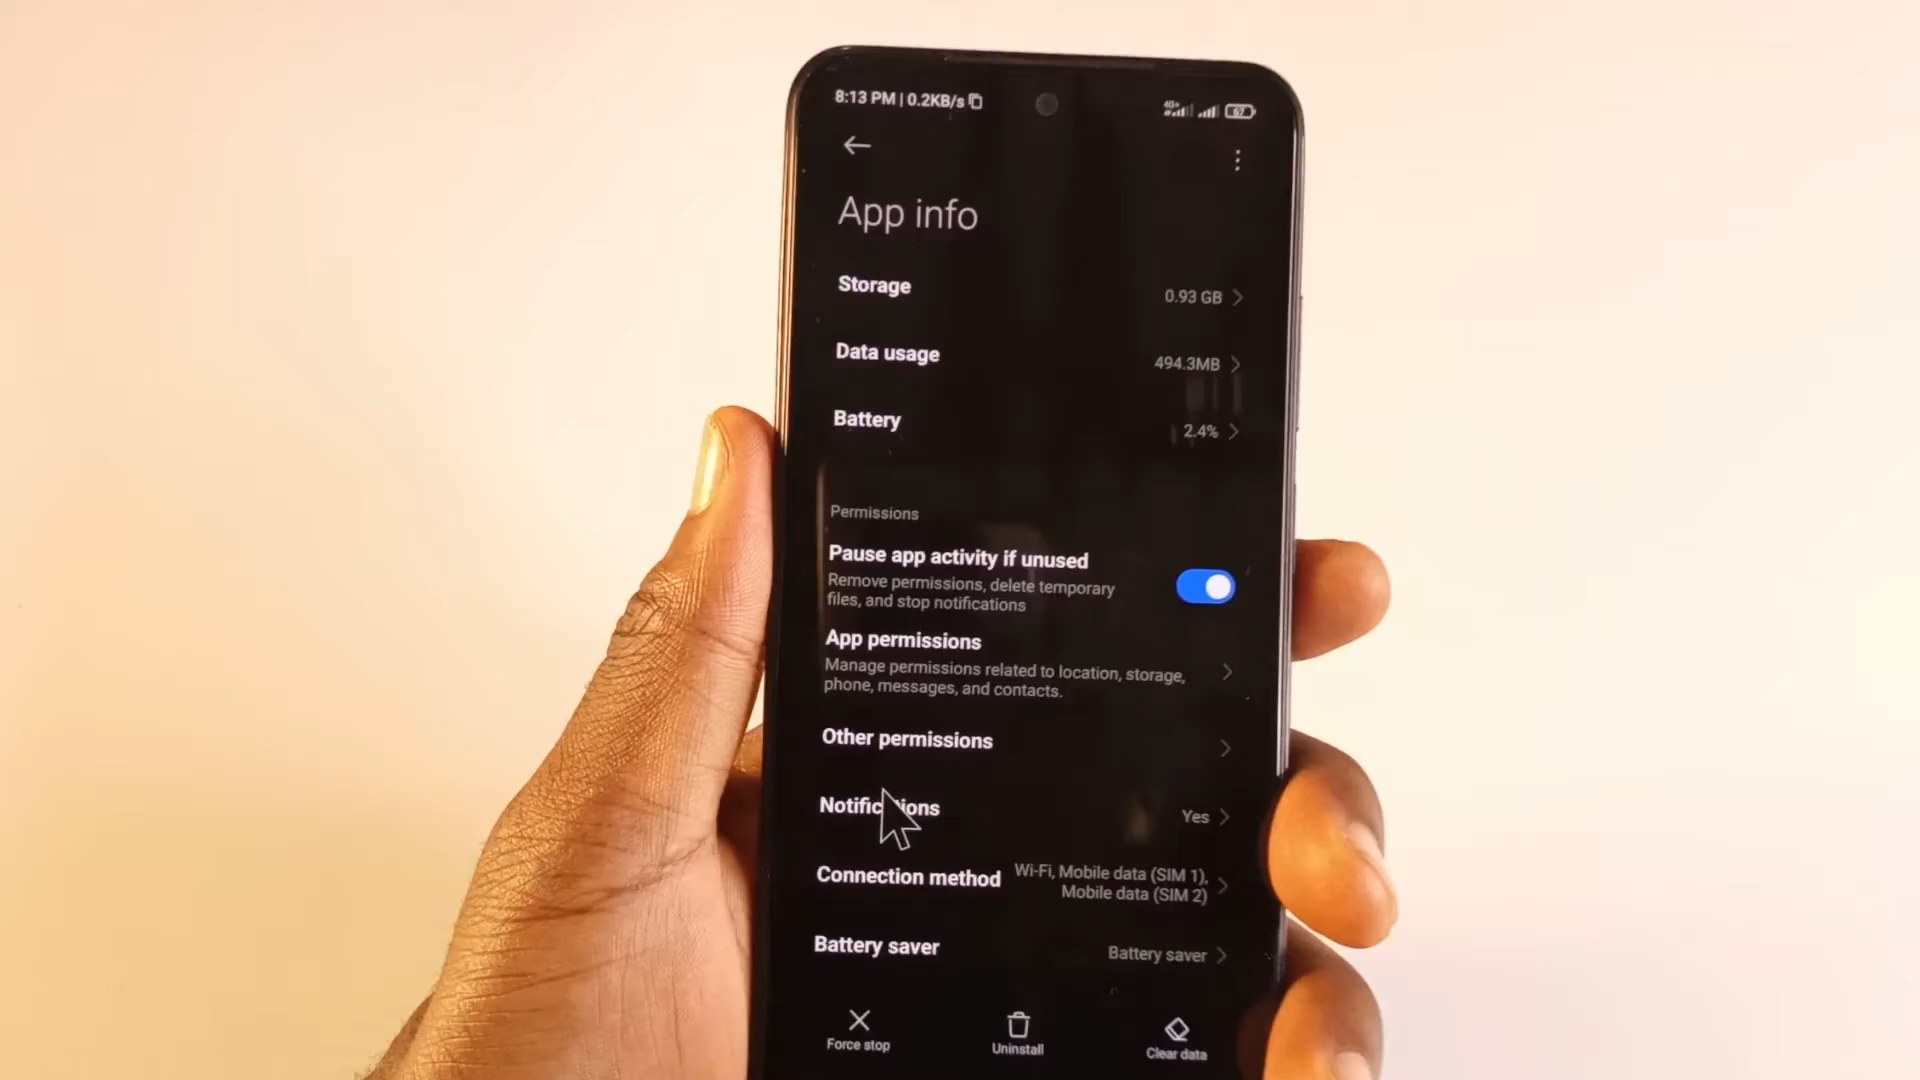 8:13 PM | 0.2KB/s
4G+
67
App info
Storage
0.93 GB
Data usage
494.3MB
Battery
2.4%
Permissions
Pause app activity if unused
Remove permissions, delete temporary
files, and stop notifications
App permissions
Manage permissions related to location, storage,
phone, messages, and contacts.
Other permissions
Notifications
Yes
Connection method
Wi-Fi, Mobile data (SIM 1),
Mobile data (SIM 2)
Battery saver
Battery saver
Force stop
Uninstall
Clear data